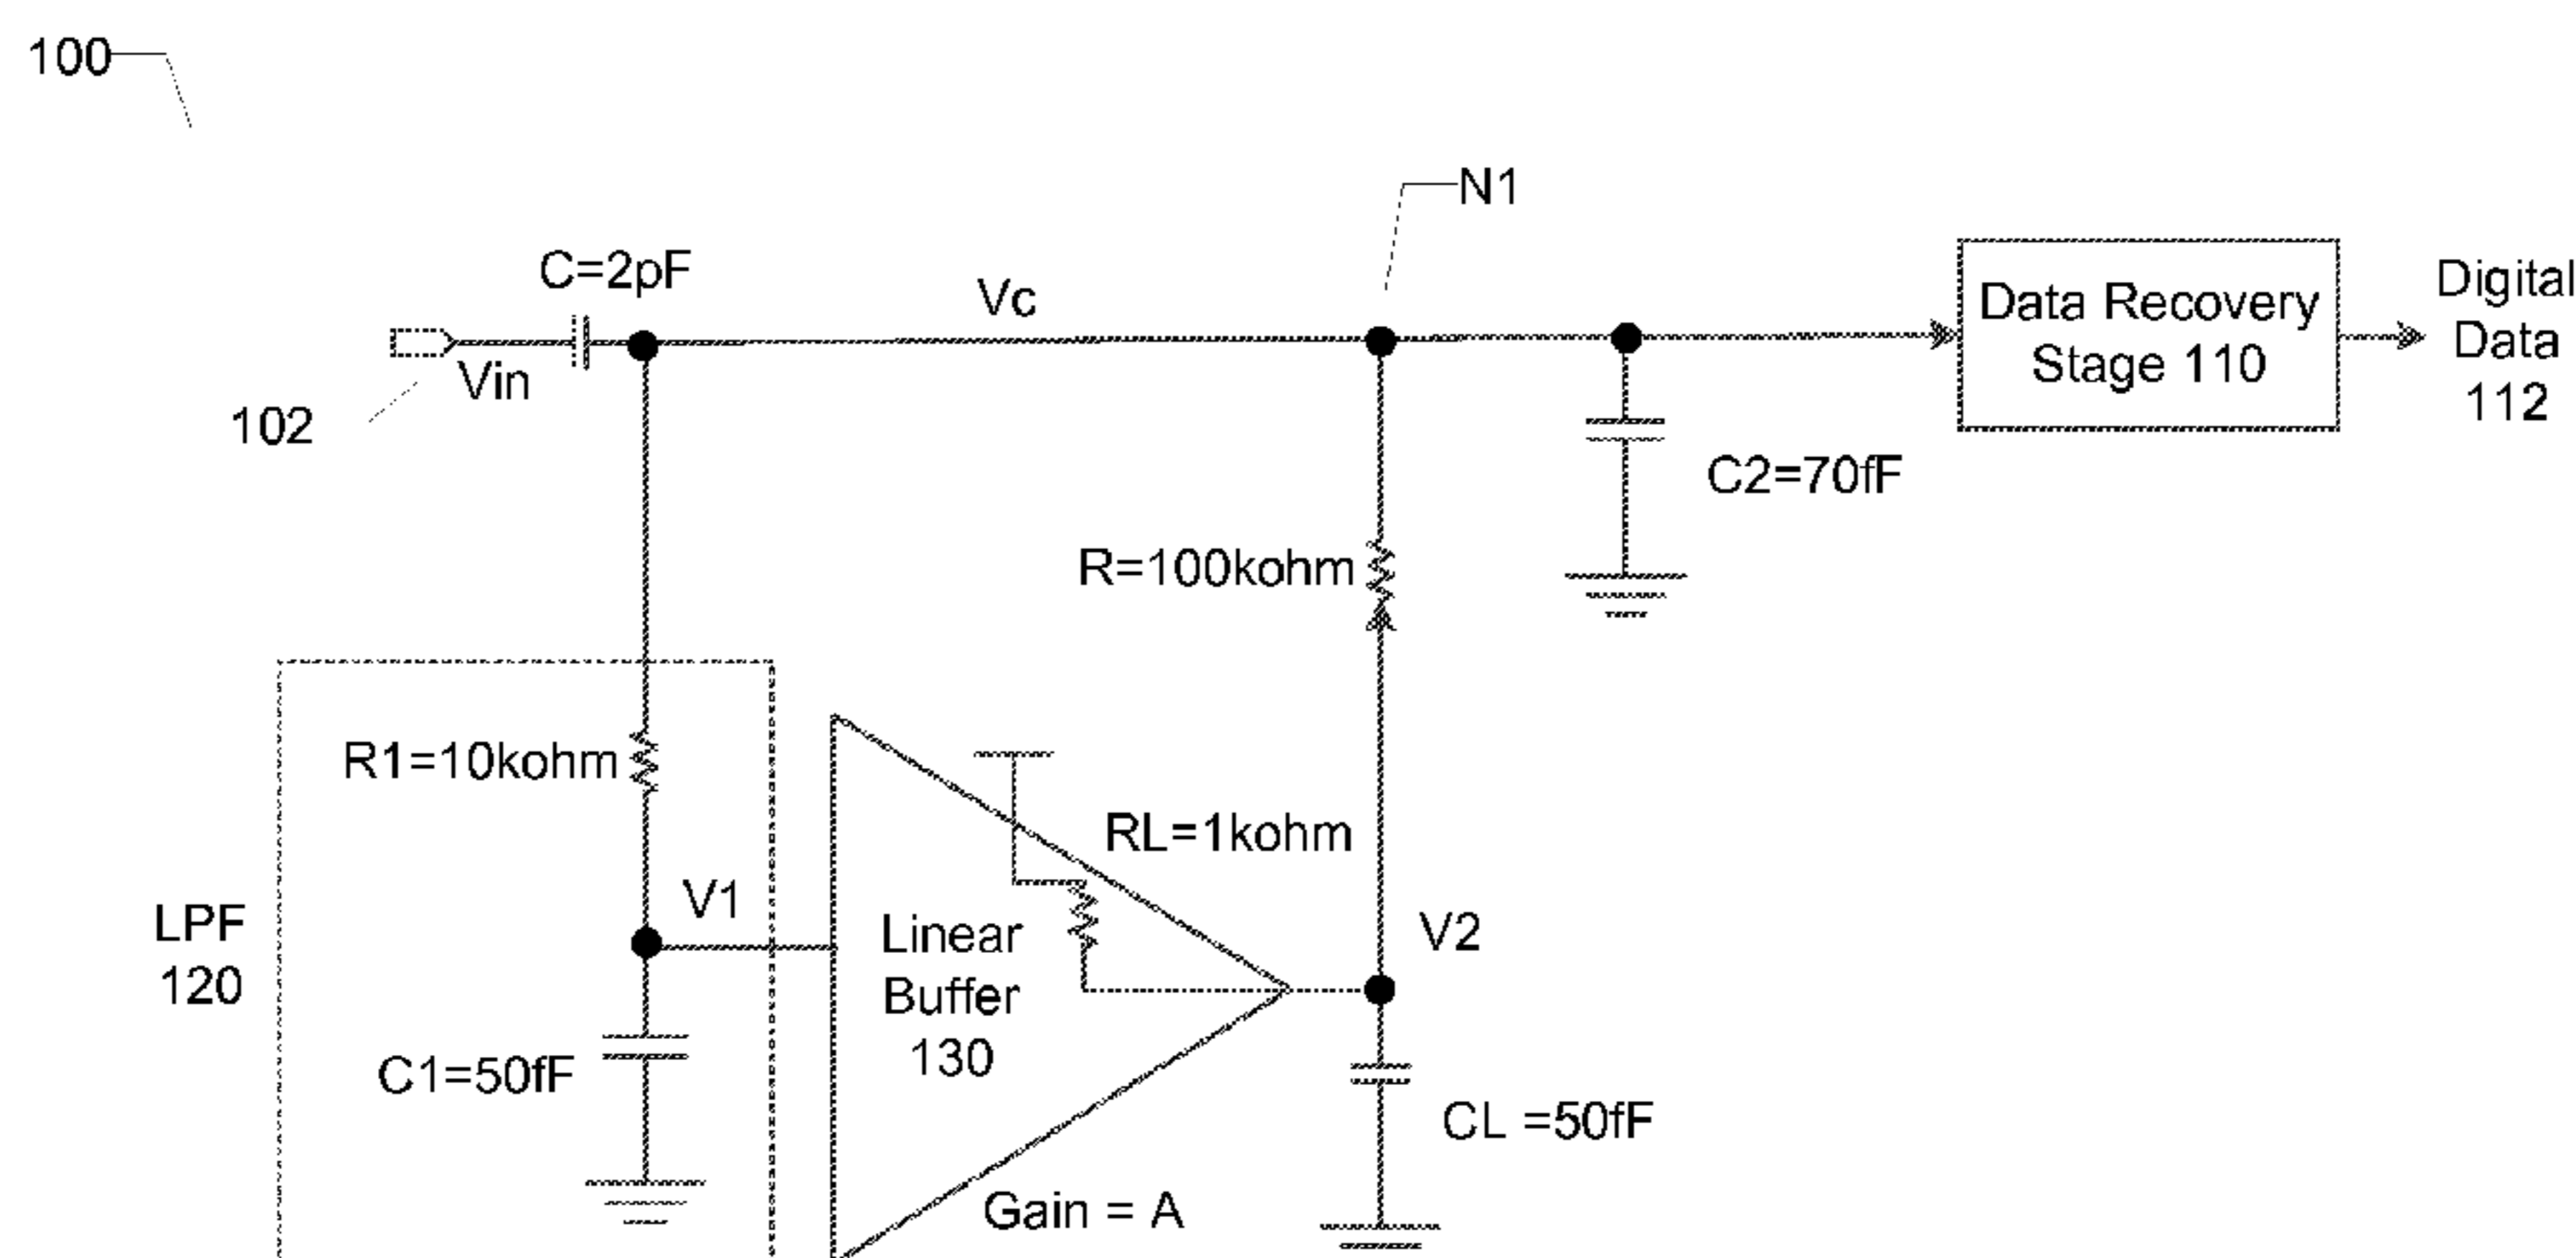 100
N1
C=2pF
Vc
Vin
102
Data Recovery
Stage 110
Digital
Data
112
C2=70fF
R=100kohm
R1=10kohm
RL=1kohm
V1
V2
LPF
120
Linear
Buffer
130
C1=50fF
CL =50fF
Gain = A